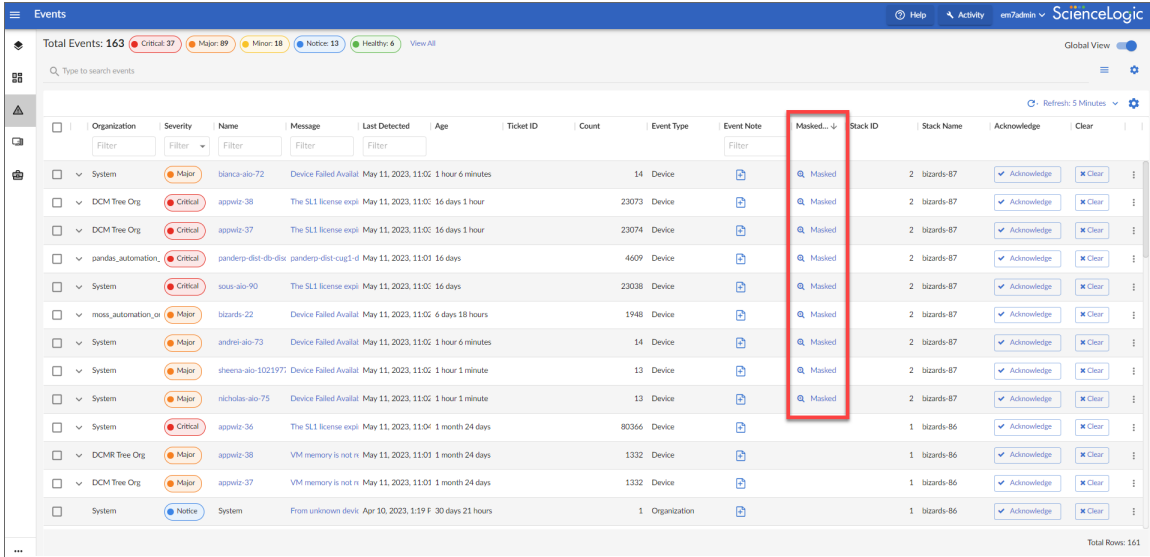 Events Help Activity em7admin ScienceLogic
Total Events: 163 Critical: 37 Major: 89 Minor: 18 Notice: 13 Healthy: 6 View All Global View
Type to search events
Refresh: 5 Minutes
Organization Severity Name Message Last Detected Age Ticket ID Count Event Type Event Note Masked... Stack ID Stack Name Acknowledge Clear
Filter Filter Filter Filter Filter Filter
System Major bianca-aio-72 Device Failed Availal May 11, 2023, 11:02 1 hour 6 minutes 14 Device Masked 2 bizards-87 Acknowledge Clear
DCM Tree Org Critical appwiz-38 The SL1 license expi May 11, 2023, 11:03 16 days 1 hour 23073 Device Masked 2 bizards-87 Acknowledge Clear
DCM Tree Org Critical appwiz-37 The SL1 license expi May 11, 2023, 11:03 16 days 1 hour 23074 Device Masked 2 bizards-87 Acknowledge Clear
pandas_automation_ Critical panderp-dist-db-disc panderp-dist-cug1-d May 11, 2023, 11:01 16 days 4609 Device Masked 2 bizards-87 Acknowledge Clear
System Critical sous-aio-90 The SL1 license expi May 11, 2023, 11:03 16 days 23038 Device Masked 2 bizards-87 Acknowledge Clear
moss_automation_or Major bizards-22 Device Failed Availal May 11, 2023, 11:02 6 days 18 hours 1948 Device Masked 2 bizards-87 Acknowledge Clear
System Major andrei-aio-73 Device Failed Availal May 11, 2023, 11:02 1 hour 6 minutes 14 Device Masked 2 bizards-87 Acknowledge Clear
System Major sheena-aio-1021977 Device Failed Availal May 11, 2023, 11:02 1 hour 1 minute 13 Device Masked 2 bizards-87 Acknowledge Clear
System Major nicholas-aio-75 Device Failed Availal May 11, 2023, 11:02 1 hour 1 minute 13 Device Masked 2 bizards-87 Acknowledge Clear
System Critical appwiz-36 The SL1 license expi May 11, 2023, 11:04 1 month 24 days 80366 Device 1 bizards-86 Acknowledge Clear
DCMR Tree Org Major appwiz-38 VM memory is not r May 11, 2023, 11:01 1 month 24 days 1332 Device 1 bizards-86 Acknowledge Clear
DCM Tree Org Major appwiz-37 VM memory is not r May 11, 2023, 11:01 1 month 24 days 1332 Device 1 bizards-86 Acknowledge Clear
System Notice System From unknown devic Apr 10, 2023, 1:19 P 30 days 21 hours 1 Organization 1 bizards-86 Acknowledge Clear
Total Rows: 161